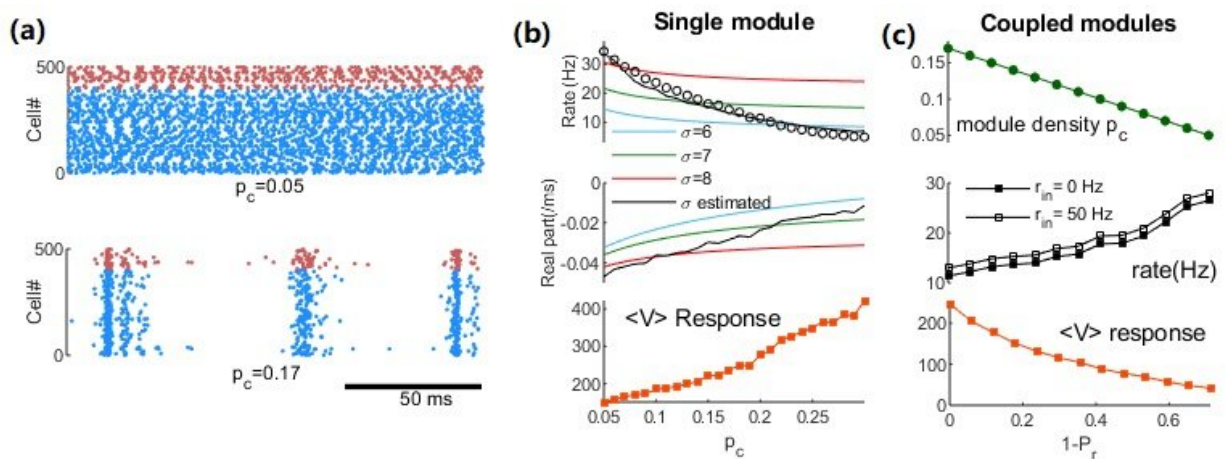 (a)
500
Cell#
0
p_c=0.05
500
Cell#
0
p_c=0.17
50 ms
(b)
Single module
30
20
10
Rate (Hz)
σ=6
σ=7
σ=8
σ estimated
0
-0.02
-0.04
Real part(/ms)
<V> Response
400
300
200
0.05 0.1 0.15 0.2 0.25
p_c
(c)
Coupled modules
0.15
0.1
0.05
module density p_c
30
20
10
r_in= 0 Hz
r_in= 50 Hz
rate(Hz)
<V> response
200
100
0
0 0.2 0.4 0.6
1-P_r